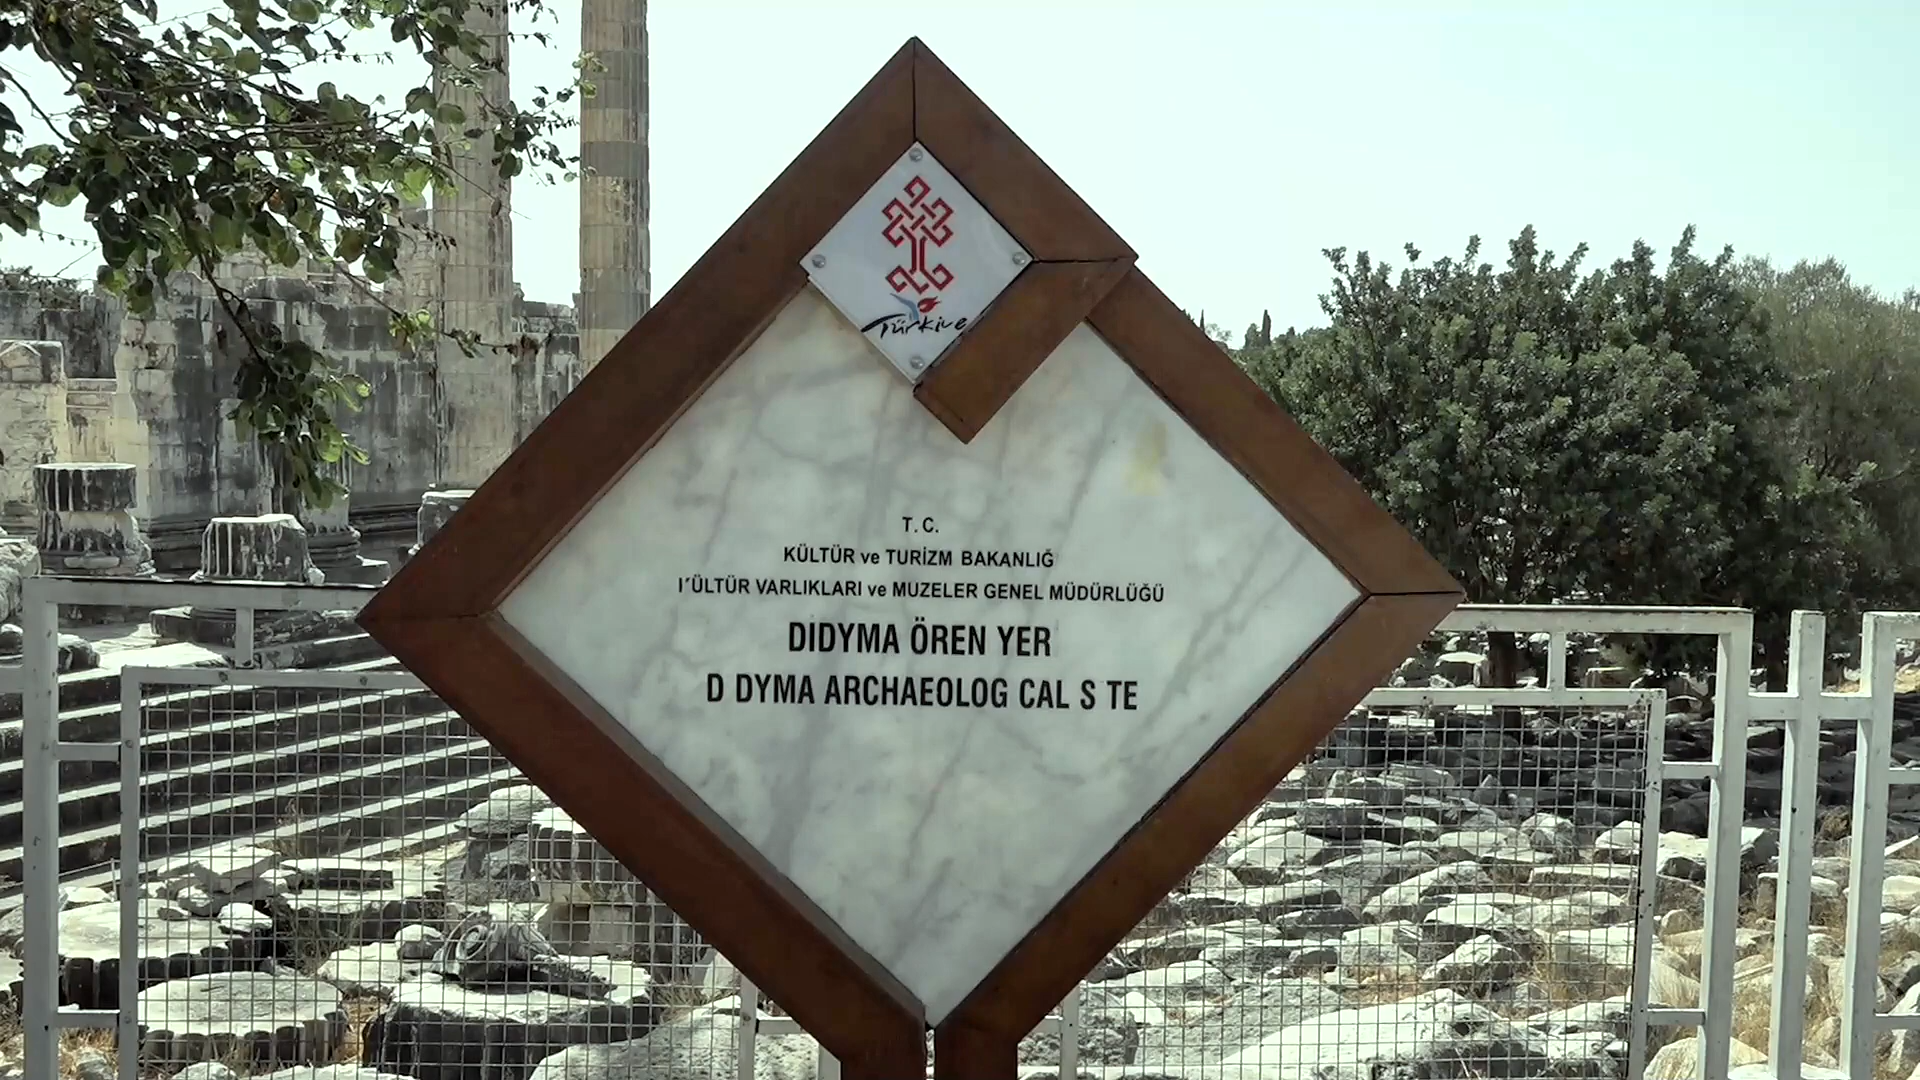 Türkiye
T.C.
KÜLTÜR ve TURİZM BAKANLIĞ
I´ÜLTÜR VARLIKLARI ve MUZELER GENEL MÜDÜRLÜĞÜ
DIDYMA ÖREN YER
D DYMA ARCHAEOLOG CAL S TE